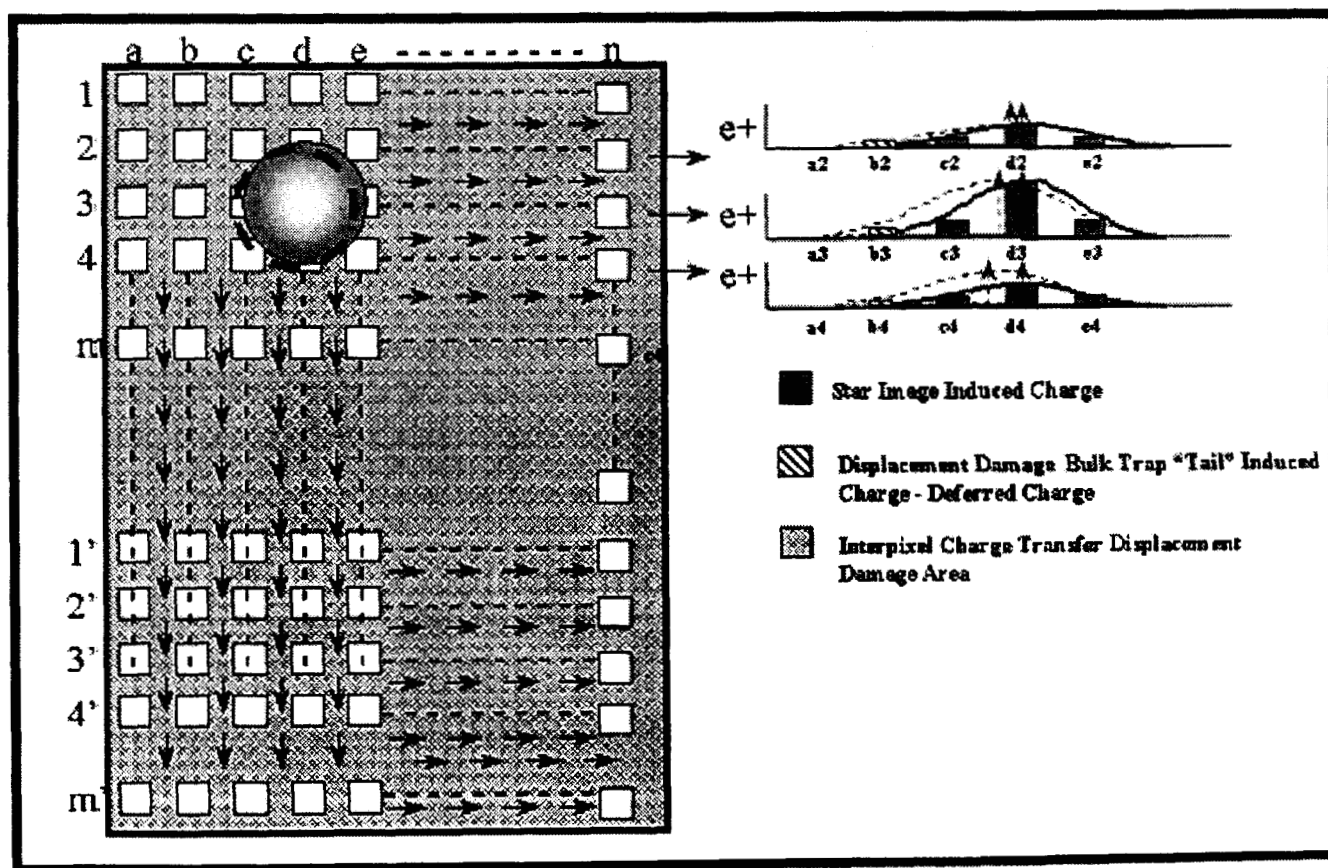 a b c d e n
1
2
3
4
m
1'
2'
3'
4'
m'
e+
a2 b2 c2 d2 e2
e+
a3 b3 c3 d3 e3
e+
a4 b4 c4 d4 e4
Star Image Induced Charge
Displacement Damage Bulk Trap "Tail" Induced
Charge - Deferred Charge
Interpixel Charge Transfer Displacement
Damage Area